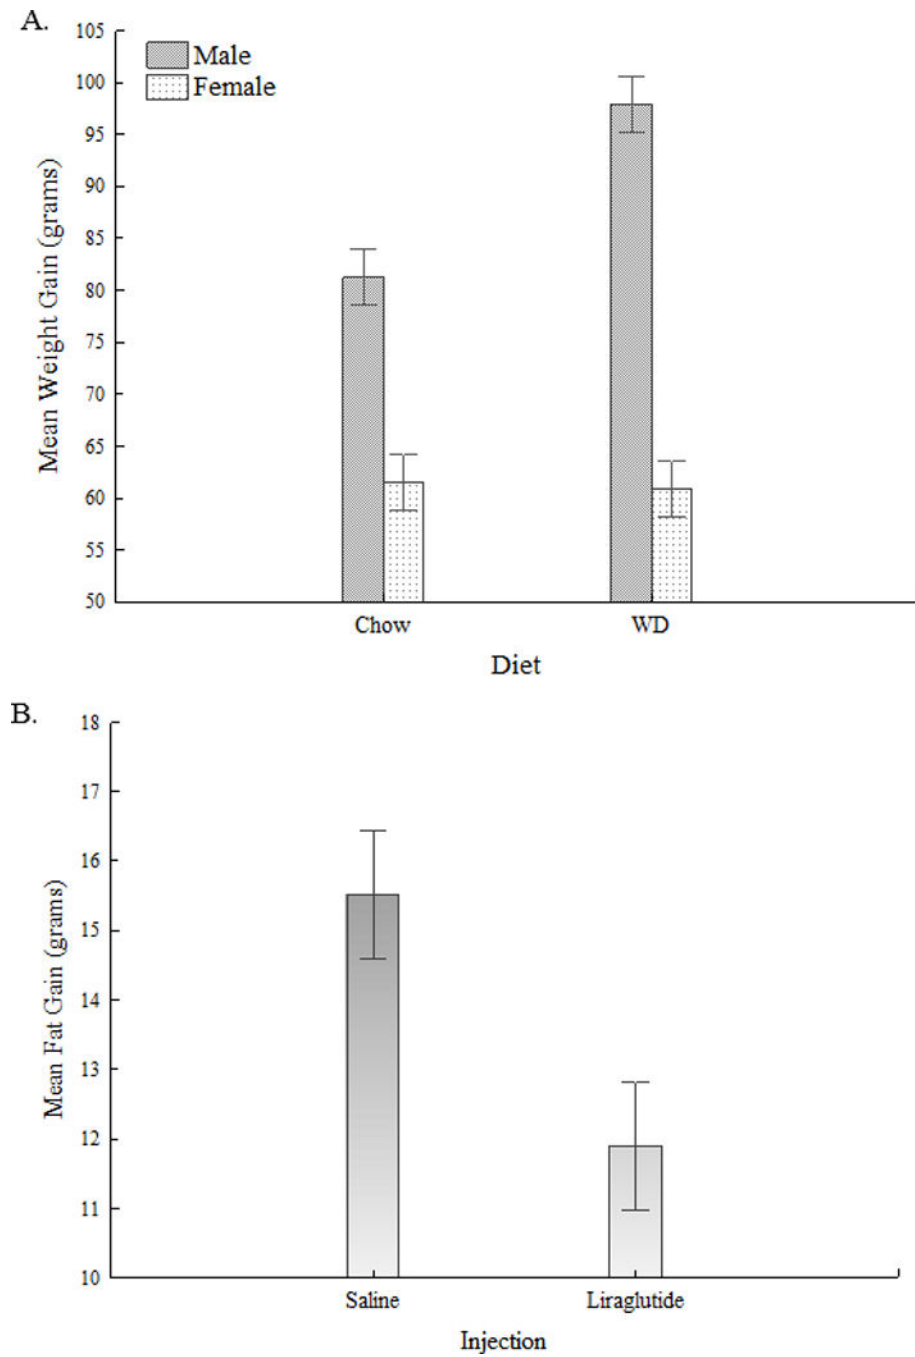 A.
Male
Female
105
100
95
90
85
80
75
70
65
60
55
50
Mean Weight Gain (grams)
Chow WD
Diet
B.
18
17
16
15
14
13
12
11
10
Mean Fat Gain (grams)
Saline Liraglutide
Injection